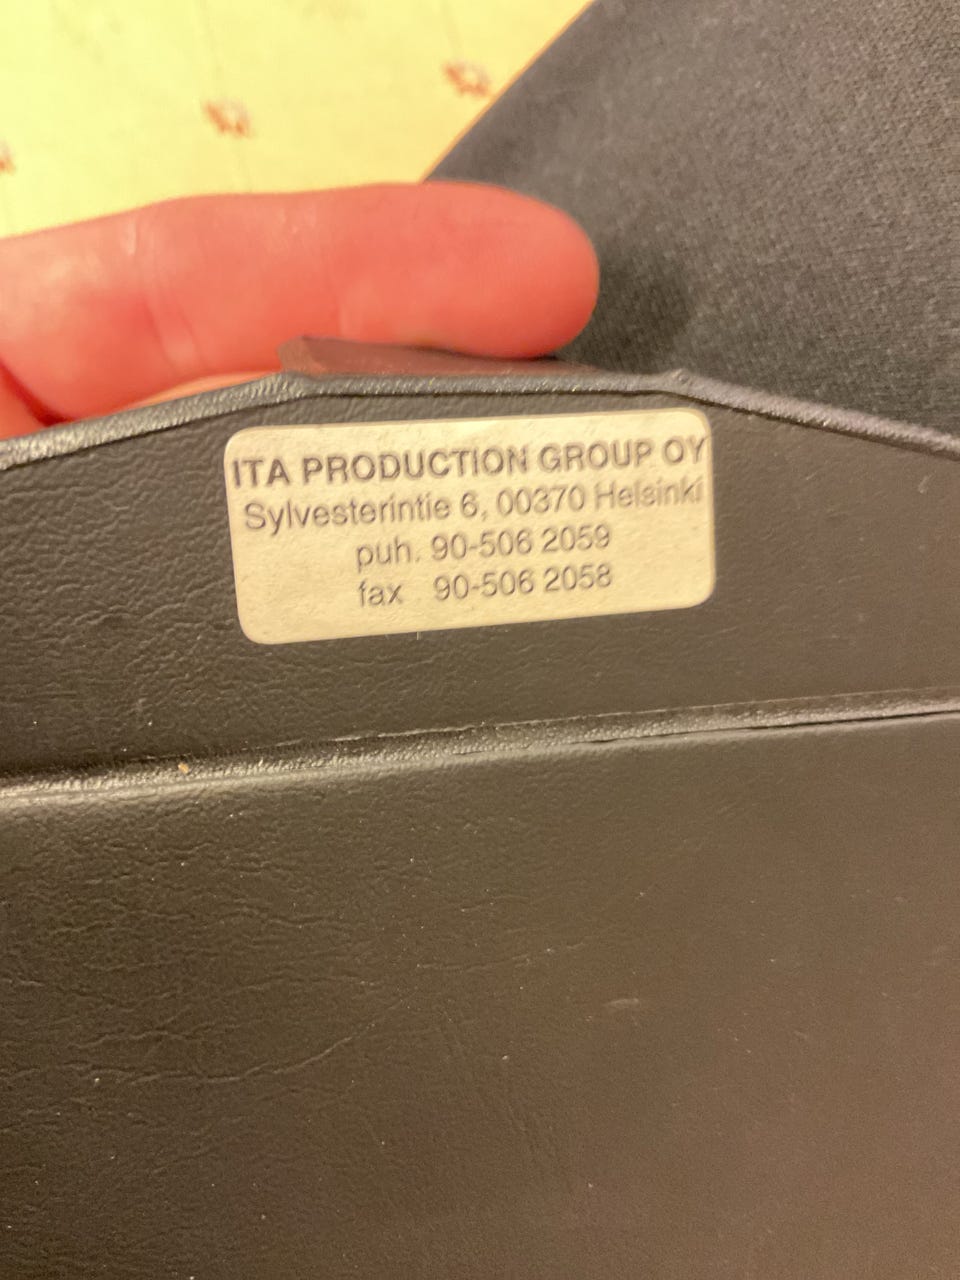 ITA PRODUCTION GROUP OY
Sylvesterintie 6, 00370 Helsinki
puh. 90-506 2059
fax 90-506 2058